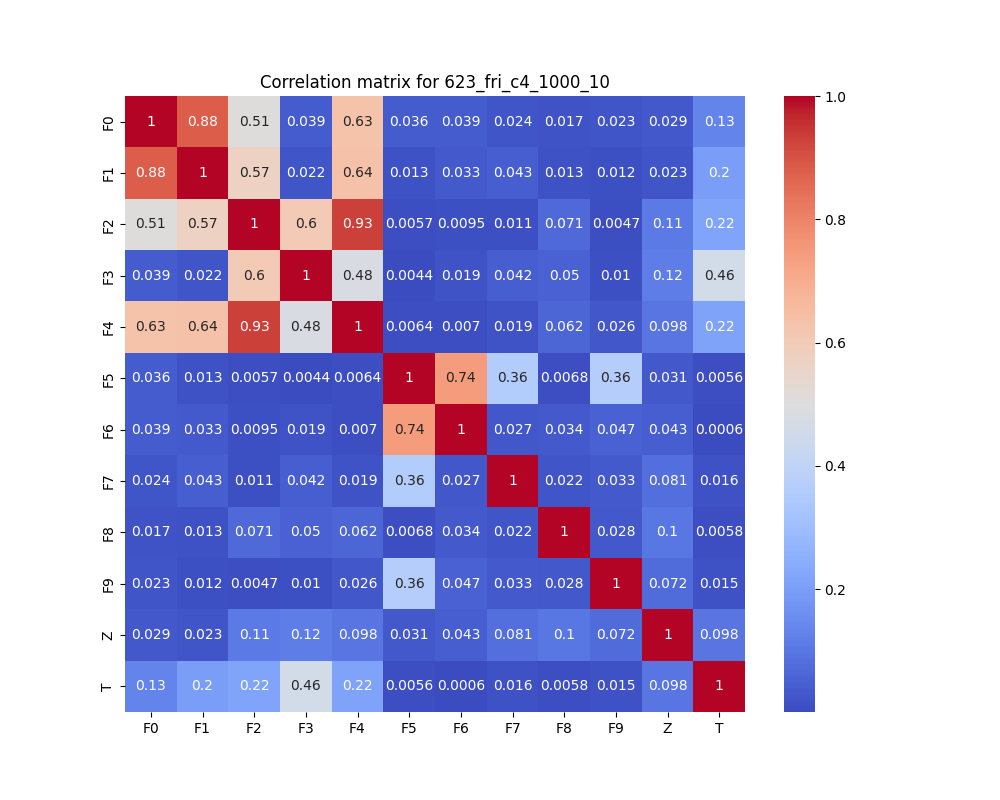 Correlation matrix for 623_fri_c4_1000_10
F0 1 0.88 0.51 0.039 0.63 0.036 0.039 0.024 0.017 0.023 0.029 0.13
F1 0.88 1 0.57 0.022 0.64 0.013 0.033 0.043 0.013 0.012 0.023 0.2
F2 0.51 0.57 1 0.6 0.93 0.0057 0.0095 0.011 0.071 0.0047 0.11 0.22
F3 0.039 0.022 0.6 1 0.48 0.0044 0.019 0.042 0.05 0.01 0.12 0.46
F4 0.63 0.64 0.93 0.48 1 0.0064 0.007 0.019 0.062 0.026 0.098 0.22
F5 0.036 0.013 0.0057 0.0044 0.0064 1 0.74 0.36 0.0068 0.36 0.031 0.0056
F6 0.039 0.033 0.0095 0.019 0.007 0.74 1 0.027 0.034 0.047 0.043 0.0006
F7 0.024 0.043 0.011 0.042 0.019 0.36 0.027 1 0.022 0.033 0.081 0.016
F8 0.017 0.013 0.071 0.05 0.062 0.0068 0.034 0.022 1 0.028 0.1 0.0058
F9 0.023 0.012 0.0047 0.01 0.026 0.36 0.047 0.033 0.028 1 0.072 0.015
Z 0.029 0.023 0.11 0.12 0.098 0.031 0.043 0.081 0.1 0.072 1 0.098
T 0.13 0.2 0.22 0.46 0.22 0.0056 0.0006 0.016 0.0058 0.015 0.098 1
F0 F1 F2 F3 F4 F5 F6 F7 F8 F9 Z T
1.0
0.8
0.6
0.4
0.2